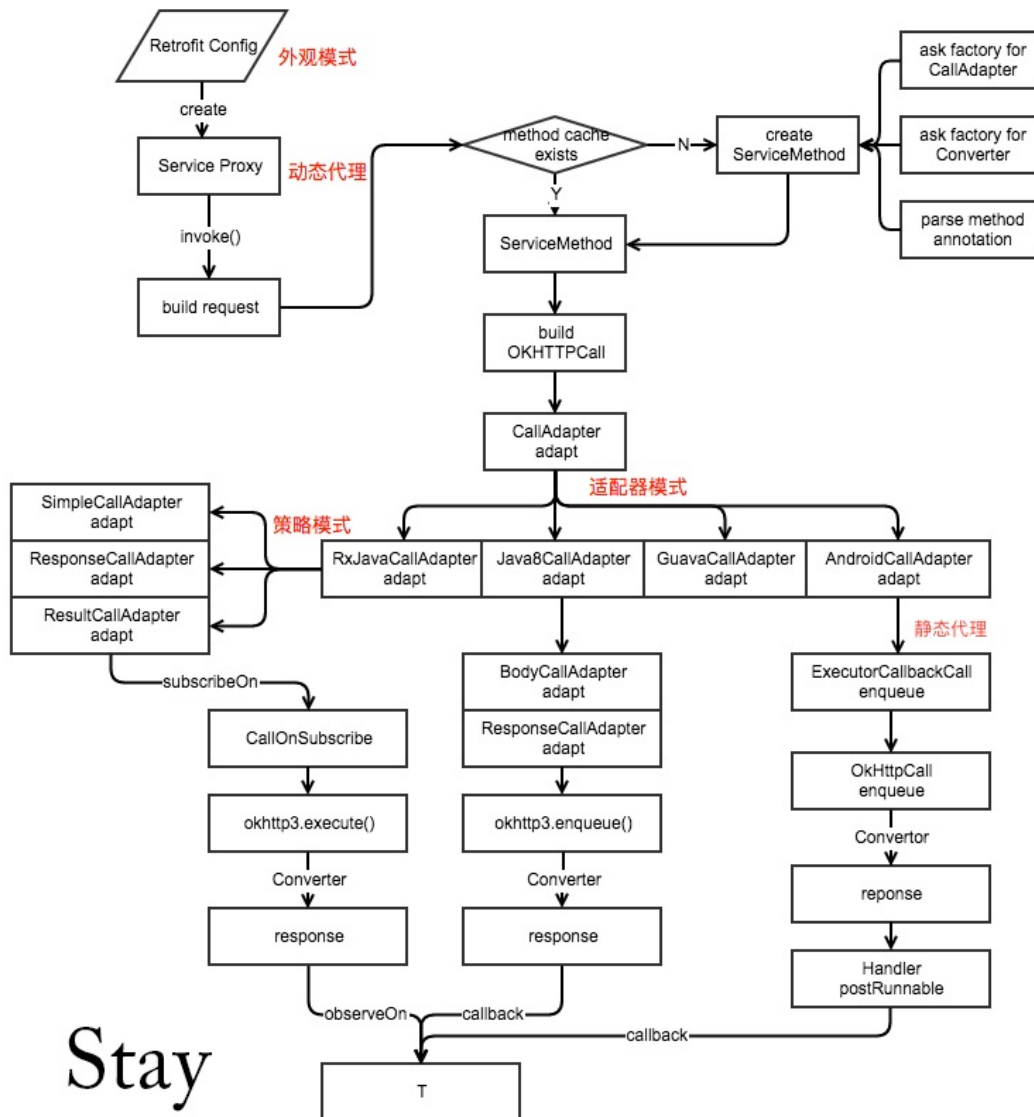 Retrofit Config
外观模式
create
Service Proxy
动态代理
invoke()
build request
method cache
exists
N
Y
create
ServiceMethod
ask factory for
CallAdapter
ask factory for
Converter
parse method
annotation
ServiceMethod
build
OKHTTPCall
CallAdapter
adapt
适配器模式
SimpleCallAdapter
adapt
ResponseCallAdapter
adapt
ResultCallAdapter
adapt
策略模式
RxJavaCallAdapter
adapt
Java8CallAdapter
adapt
GuavaCallAdapter
adapt
AndroidCallAdapter
adapt
静态代理
subscribeOn
CallOnSubscribe
okhttp3.execute()
Converter
response
observeOn
BodyCallAdapter
adapt
ResponseCallAdapter
adapt
okhttp3.enqueue()
Converter
response
callback
ExecutorCallbackCall
enqueue
OkHttpCall
enqueue
Convertor
reponse
Handler
postRunnable
callback
T
Stay